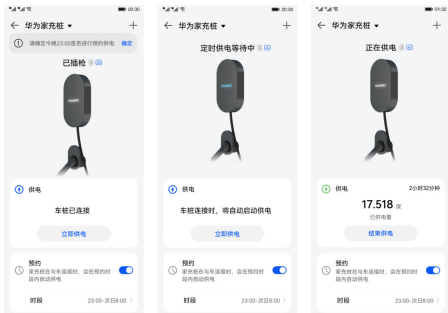 20:30
华为家充桩
请确定今晚23:00是否进行预约供电 确定
已插枪
HUAWEI
供电
车桩已连接
立即供电
预约
家充桩在与车连接时，会在预约的时
段内自动供电
时段 23:00-次日8:00
20:30
华为家充桩
定时供电等待中
HUAWEI
供电
车桩连接时，将自动启动供电
立即供电
预约
家充桩在与车连接时，会在预约的时
段内自动供电
时段 23:00-次日8:00
01:32
华为家充桩
正在供电
HUAWEI
供电 2小时32分钟
17.518 度
已供电量
结束供电
预约
家充桩在与车连接时，会在预约的时
段内自动供电
时段 23:00-次日8:00